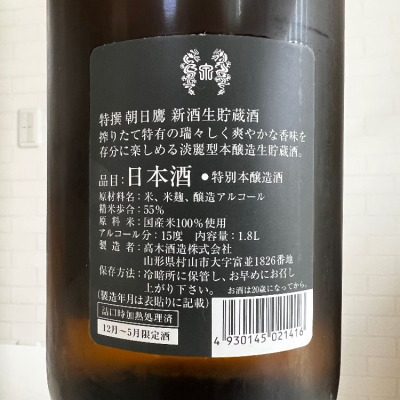 特撰 朝日鷹 新酒生貯蔵酒
搾りたて特有の瑞々しく爽やかな香味を
存分に楽しめる淡麗型本醸造生貯蔵酒。
品目:日本酒 ●特別本醸造酒
原材料名:米、米麹、醸造アルコール
精米歩合:55%
原料米:国産米100%使用
アルコール分:15度 内容量:1.8L
製造者:高木酒造株式会社
山形県村山市大字富並1826番地
保存方法:冷暗所に保管し、お早めにお召し
上がり下さい。 お酒は20歳になってから。
(製造年月は表貼りに記載)
詰口時加熱処理済
12月〜5月限定酒
4 930145 021416